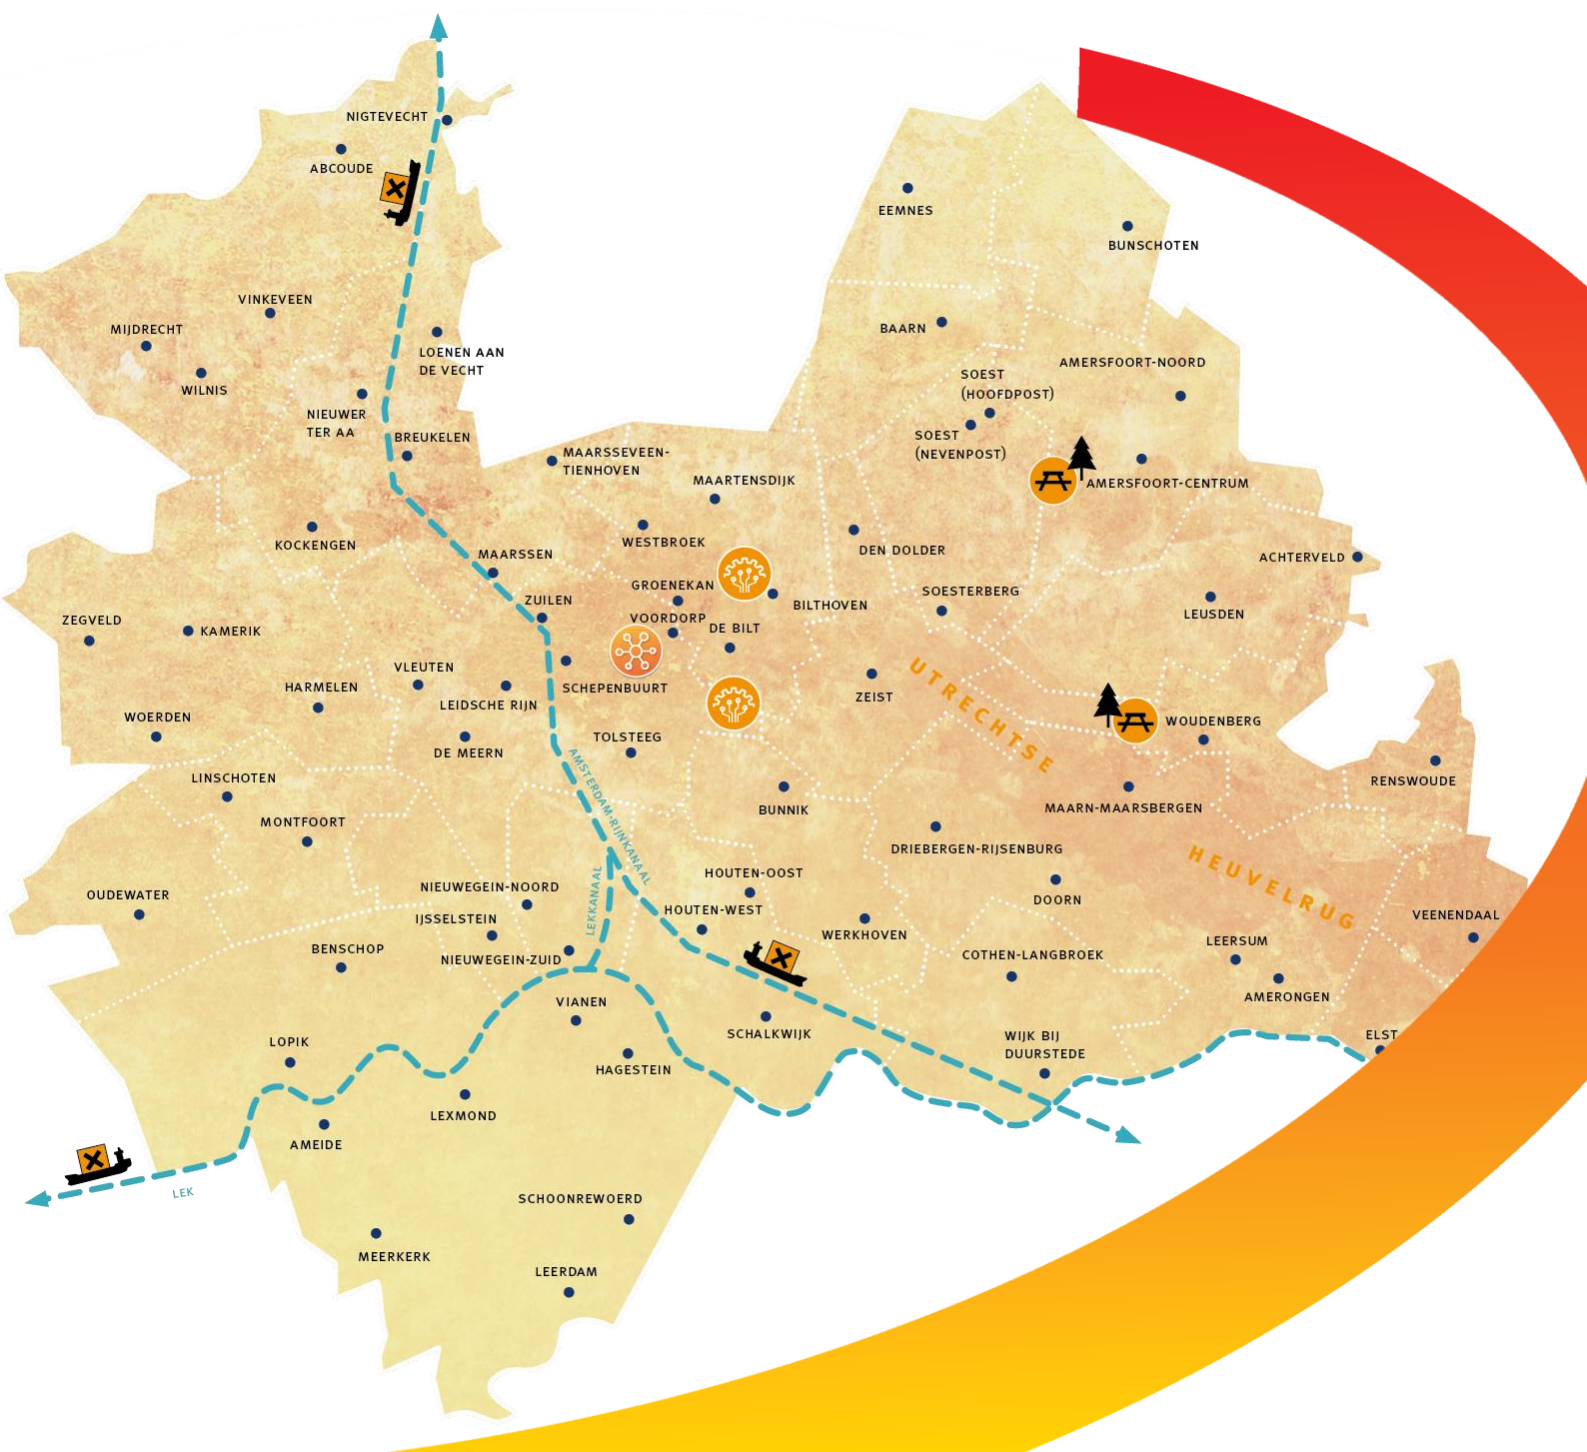 NIGTEVECHT
ABCOUDE
EEMNES
BUNSCHOTEN
VINKEVEEN
MIJDRECHT
WILNIS
LOENEN AAN
DE VECHT
BAARN
AMERSFOORT-NOORD
SOEST
(HOOFDPOST)
NIEUWER
TER AA
BREUKELEN
SOEST
(NEVENPOST)
MAARSSEVEEN-
TIENHOVEN
MAARTENSDIJK
AMERSFOORT-CENTRUM
KOCKENGEN
WESTBROEK
MAARSSEN
DEN DOLDER
ACHTERVELD
GROENEKAN
ZUILEN
BILTHOVEN
SOESTERBERG
LEUSDEN
ZEGVELD
KAMERIK
VOORDORP
DE BILT
VLEUTEN
HARMELEN
SCHEPENBUURT
ZEIST
LEIDSCHE RIJN
UTRECHTSE
WOERDEN
WOUDENBERG
TOLSTEEG
DE MEERN
LINSCHOTEN
RENSWOUDE
AMSTERDAM-RIJNKANAAL
BUNNIK
MAARN-MAARSBERGEN
MONTFOORT
DRIEBERGEN-RIJSENBURG
HEUVELRUG
HOUTEN-OOST
OUDEWATER
NIEUWEGEIN-NOORD
LEKKANAAL
DOORN
HOUTEN-WEST
VEENENDAAL
IJSSELSTEIN
WERKHOVEN
LEERSUM
BENSCHOP
NIEUWEGEIN-ZUID
COTHEN-LANGBROEK
AMERONGEN
VIANEN
SCHALKWIJK
WIJK BIJ
DUURSTEDE
ELST
LOPIK
HAGESTEIN
LEXMOND
AMEIDE
LEK
SCHOONREWOERD
MEERKERK
LEERDAM